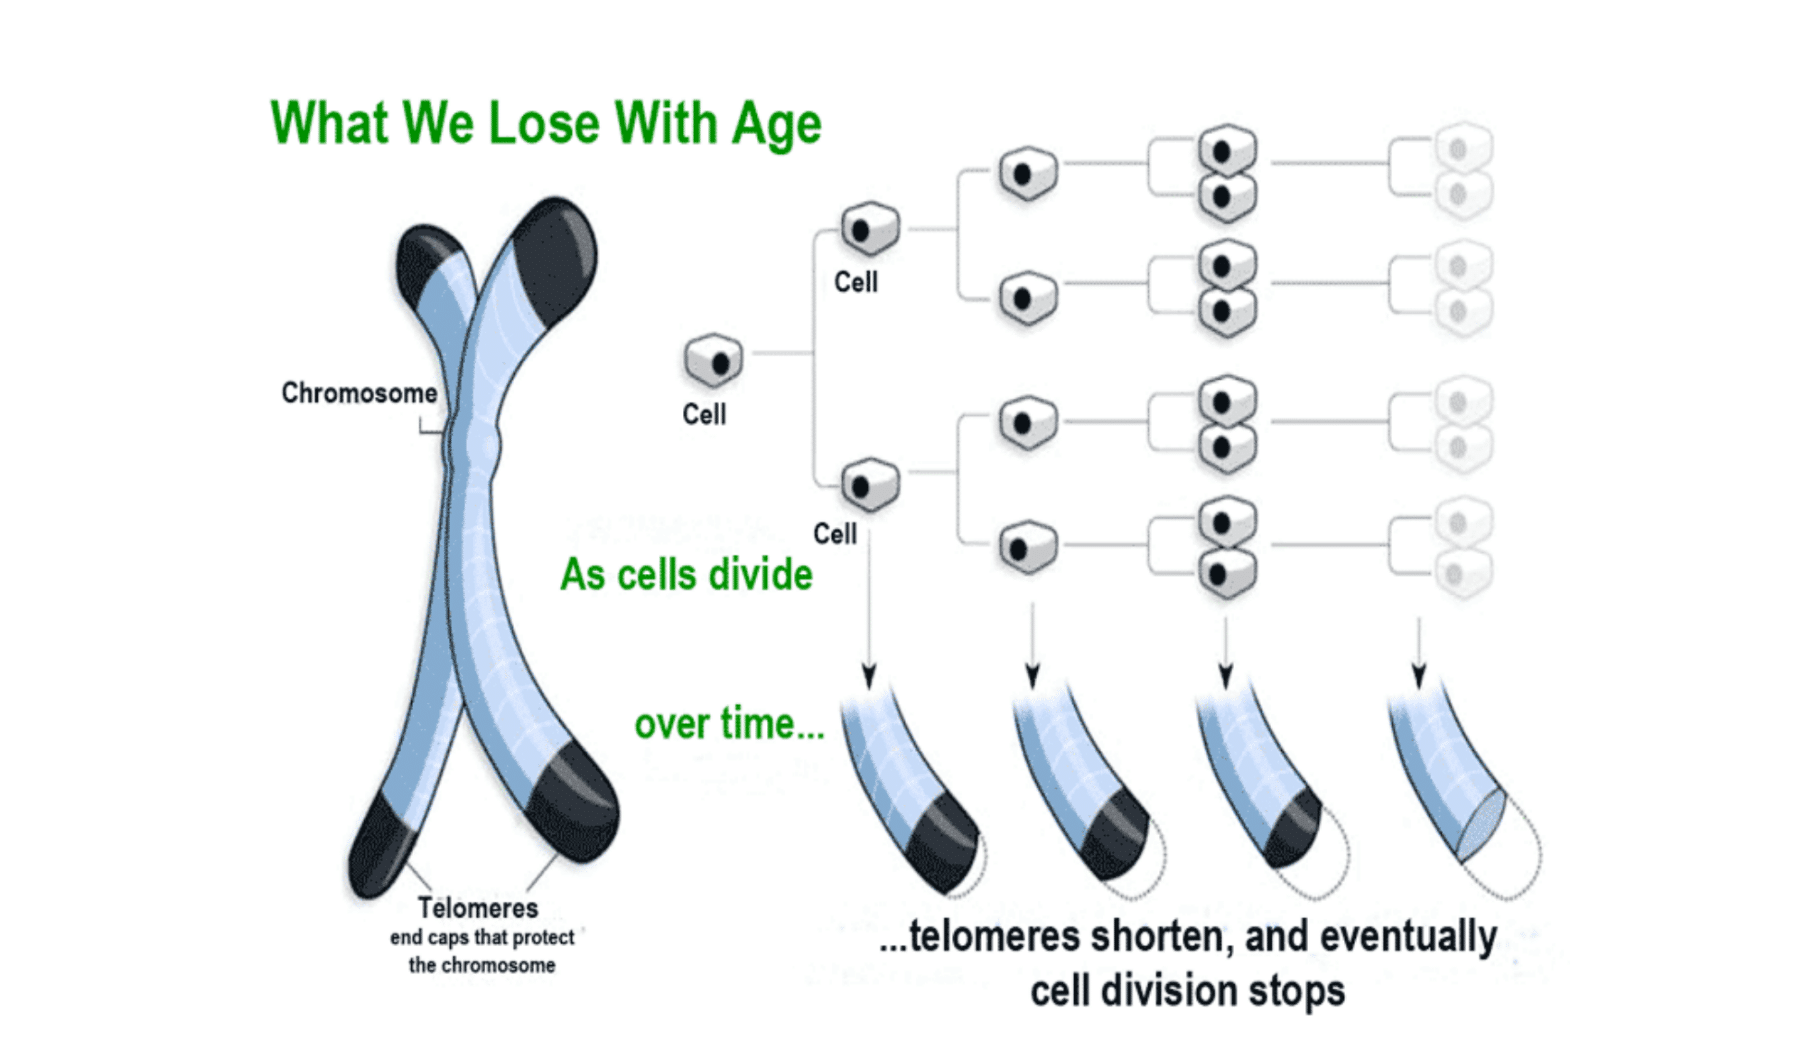 What We Lose With Age
Cell
Chromosome
Cell
Cell
As cells divide
over time...
Telomeres
end caps that protect
the chromosome
...telomeres shorten, and eventually
cell division stops